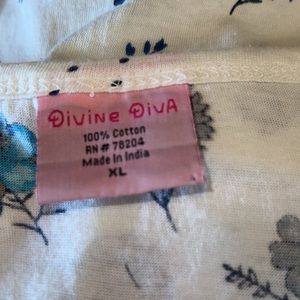 Divine DivA
100% Cotton
RN# 78204
Made In India
XL